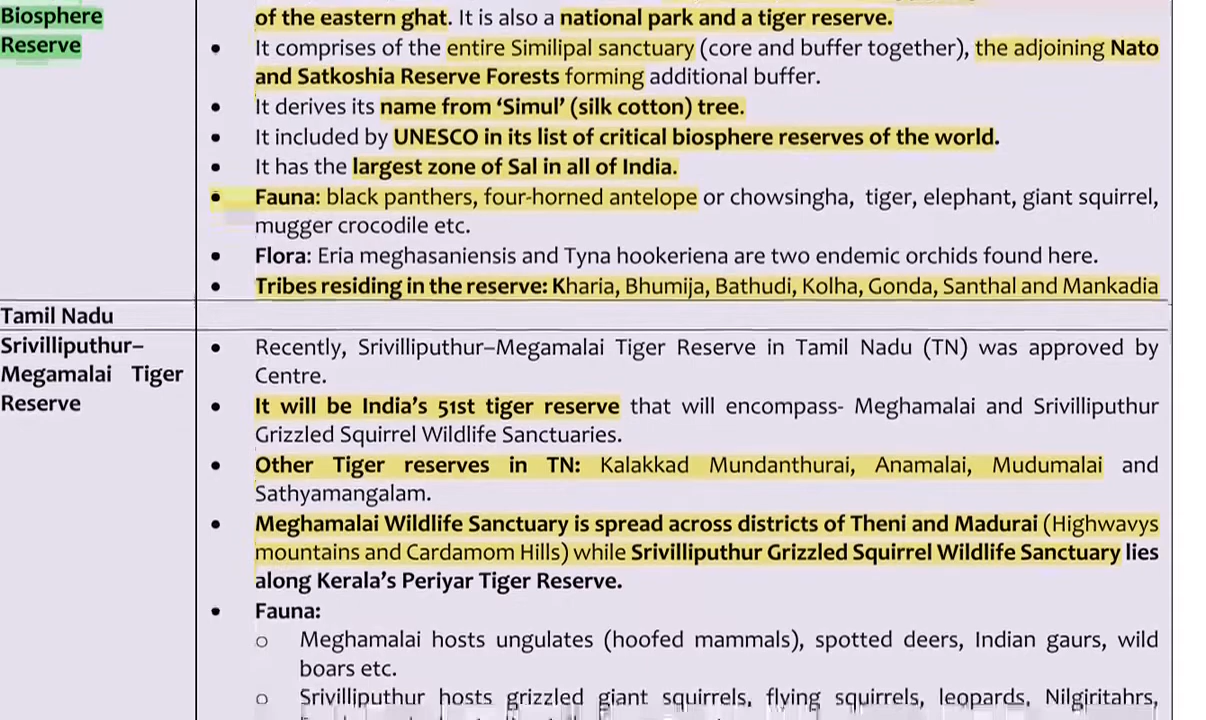 Biosphere
Reserve
of the eastern ghat. It is also a national park and a tiger reserve.
• It comprises of the entire Similipal sanctuary (core and buffer together), the adjoining Nato
and Satkoshia Reserve Forests forming additional buffer.
• It derives its name from ‘Simul’ (silk cotton) tree.
• It included by UNESCO in its list of critical biosphere reserves of the world.
• It has the largest zone of Sal in all of India.
• Fauna: black panthers, four-horned antelope or chowsingha, tiger, elephant, giant squirrel,
mugger crocodile etc.
• Flora: Eria meghasaniensis and Tyna hookeriena are two endemic orchids found here.
• Tribes residing in the reserve: Kharia, Bhumija, Bathudi, Kolha, Gonda, Santhal and Mankadia
Tamil Nadu
Srivilliputhur–
Megamalai Tiger
Reserve
• Recently, Srivilliputhur–Megamalai Tiger Reserve in Tamil Nadu (TN) was approved by
Centre.
• It will be India’s 51st tiger reserve that will encompass- Meghamalai and Srivilliputhur
Grizzled Squirrel Wildlife Sanctuaries.
• Other Tiger reserves in TN: Kalakkad Mundanthurai, Anamalai, Mudumalai and
Sathyamangalam.
• Meghamalai Wildlife Sanctuary is spread across districts of Theni and Madurai (Highwavys
mountains and Cardamom Hills) while Srivilliputhur Grizzled Squirrel Wildlife Sanctuary lies
along Kerala’s Periyar Tiger Reserve.
• Fauna:
o Meghamalai hosts ungulates (hoofed mammals), spotted deers, Indian gaurs, wild
boars etc.
o Srivilliputhur hosts grizzled giant squirrels, flying squirrels, leopards, Nilgiritahrs,